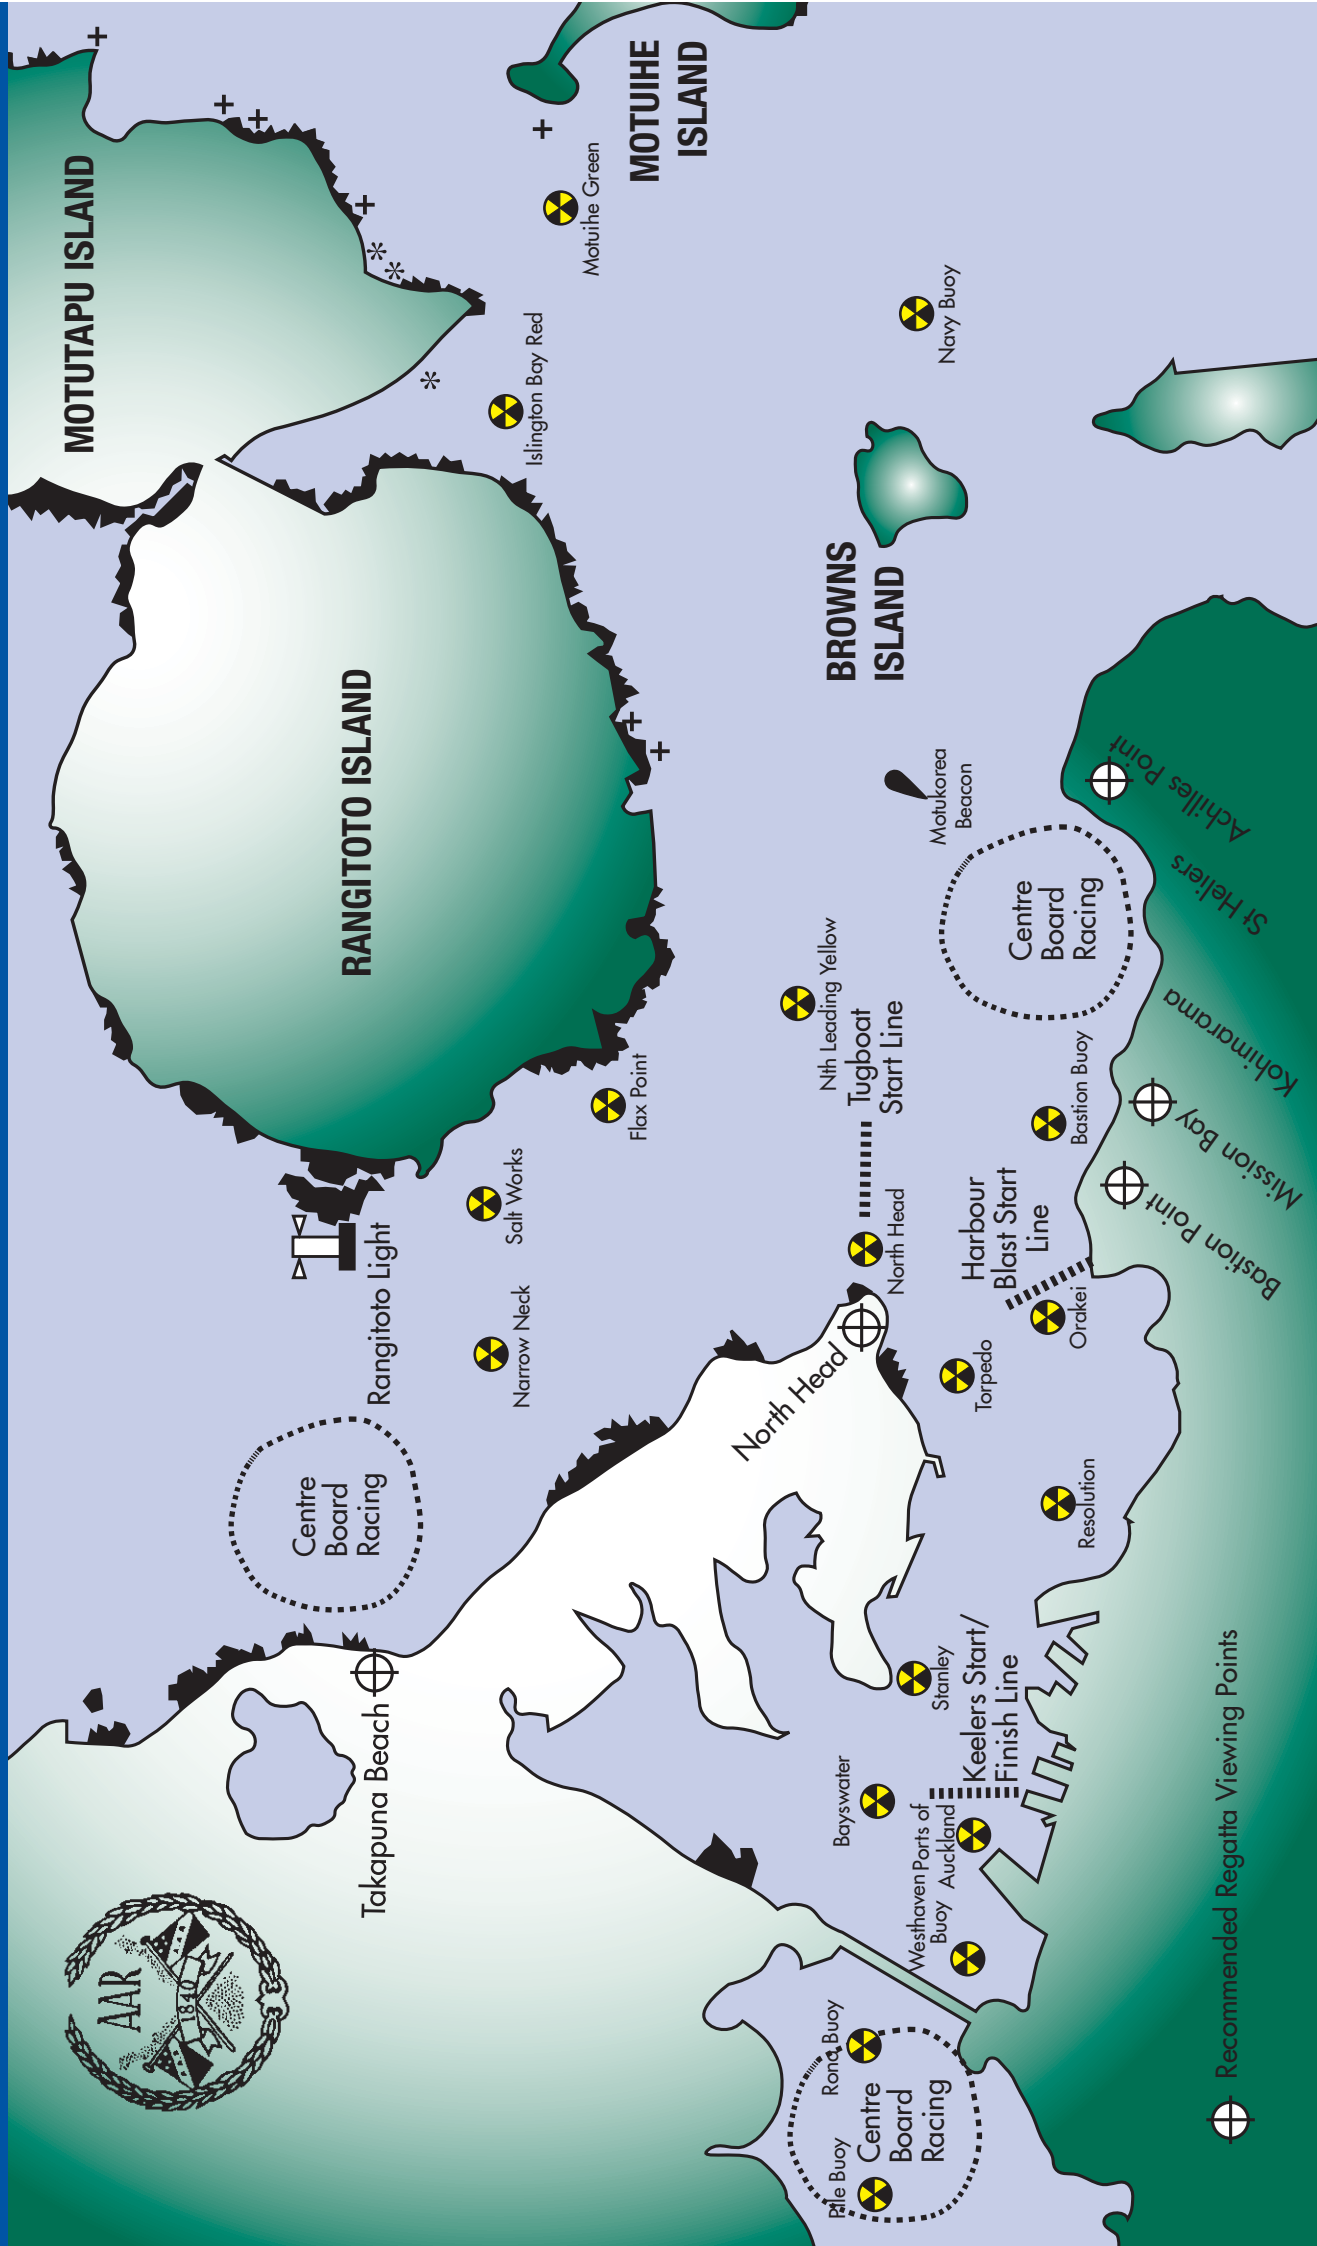 MOTUTAPU ISLAND
MOTUIHE
ISLAND
Motuihe Green
Islington Bay Red
Navy Buoy
RANGITOTO ISLAND
BROWNS
ISLAND
Motukorea
Beacon
Achilles Point
St Heliers
Kohimarama
Mission Bay
Bastion Point
Centre
Board
Racing
Nth Leading Yellow
Tugboat
Start Line
Bastion Buoy
Flax Point
Salt Works
Rangitoto Light
Narrow Neck
North Head
North Head
Harbour
Blast Start
Line
Orakei
Torpedo
Resolution
Centre
Board
Racing
Takapuna Beach
Stanley
Keelers Start/
Finish Line
Bayswater
Ports of
Auckland
Westhaven
Buoy
Rona Buoy
Pile Buoy
Centre
Board
Racing
AAR
1840
Recommended Regatta Viewing Points